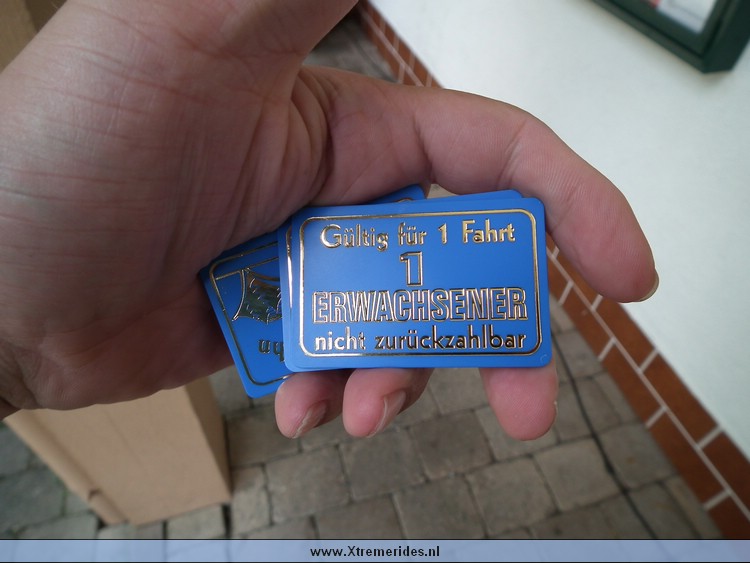 Gültig für 1 Fahrt
1
ERWACHSENER
nicht zurückzahlbar
www.Xtremerides.nl